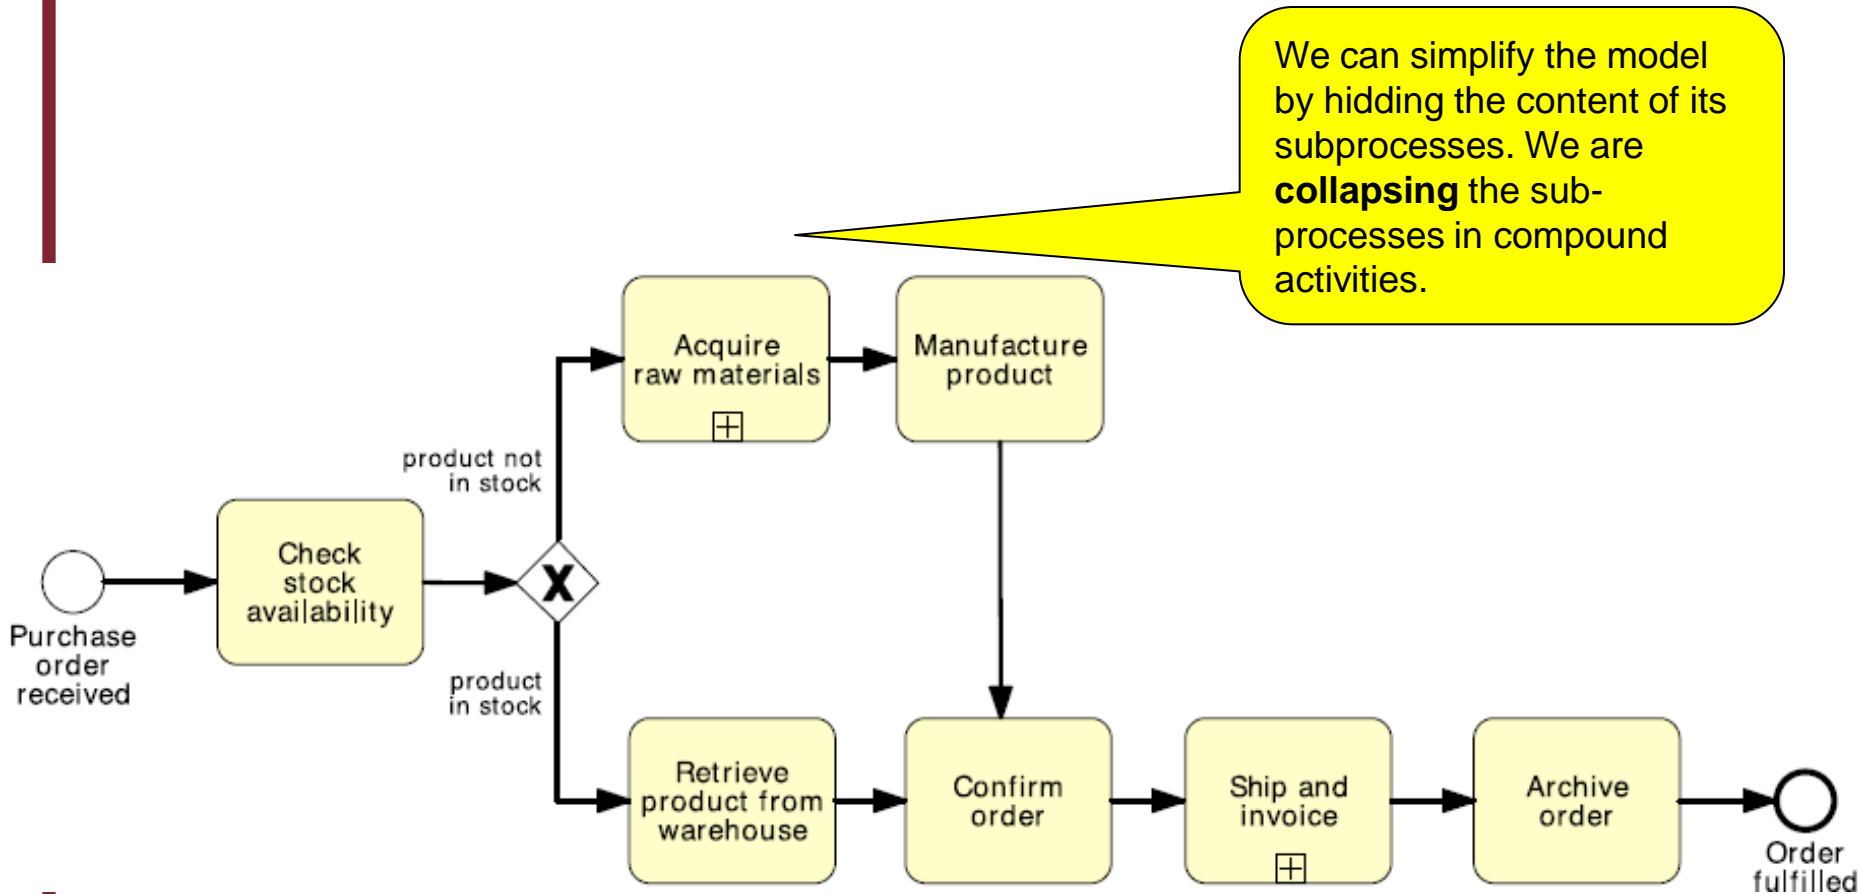 We can simplify the model
by hidding the content of its
subprocesses. We are
collapsing the sub-
processes in compound
activities.
Acquire
raw materials
Manufacture
product
product not
in stock
Check
stock
availability
X
Purchase
order
received
product
in stock
Retrieve
product from
warehouse
Confirm
order
Ship and
invoice
Archive
order
Order
fulfilled